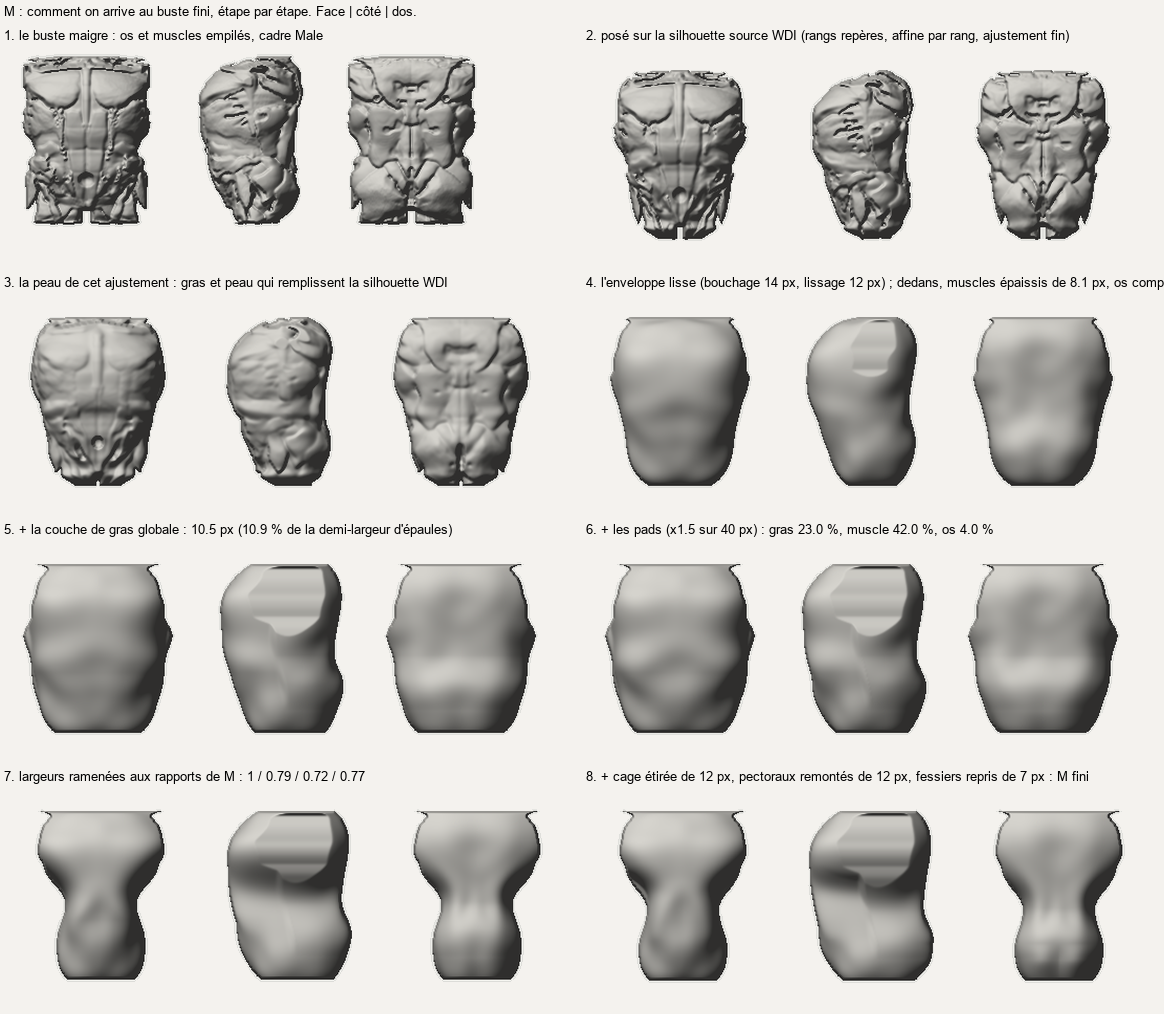 M : comment on arrive au buste fini, étape par étape. Face | côté | dos.
1. le buste maigre : os et muscles empilés, cadre Male
2. posé sur la silhouette source WDI (rangs repères, affine par rang, ajustement fin)
3. la peau de cet ajustement : gras et peau qui remplissent la silhouette WDI
4. l'enveloppe lisse (bouchage 14 px, lissage 12 px) ; dedans, muscles épaissis de 8.1 px, os comp
5. + la couche de gras globale : 10.5 px (10.9 % de la demi-largeur d'épaules)
6. + les pads (x1.5 sur 40 px) : gras 23.0 %, muscle 42.0 %, os 4.0 %
7. largeurs ramenées aux rapports de M : 1 / 0.79 / 0.72 / 0.77
8. + cage étirée de 12 px, pectoraux remontés de 12 px, fessiers repris de 7 px : M fini